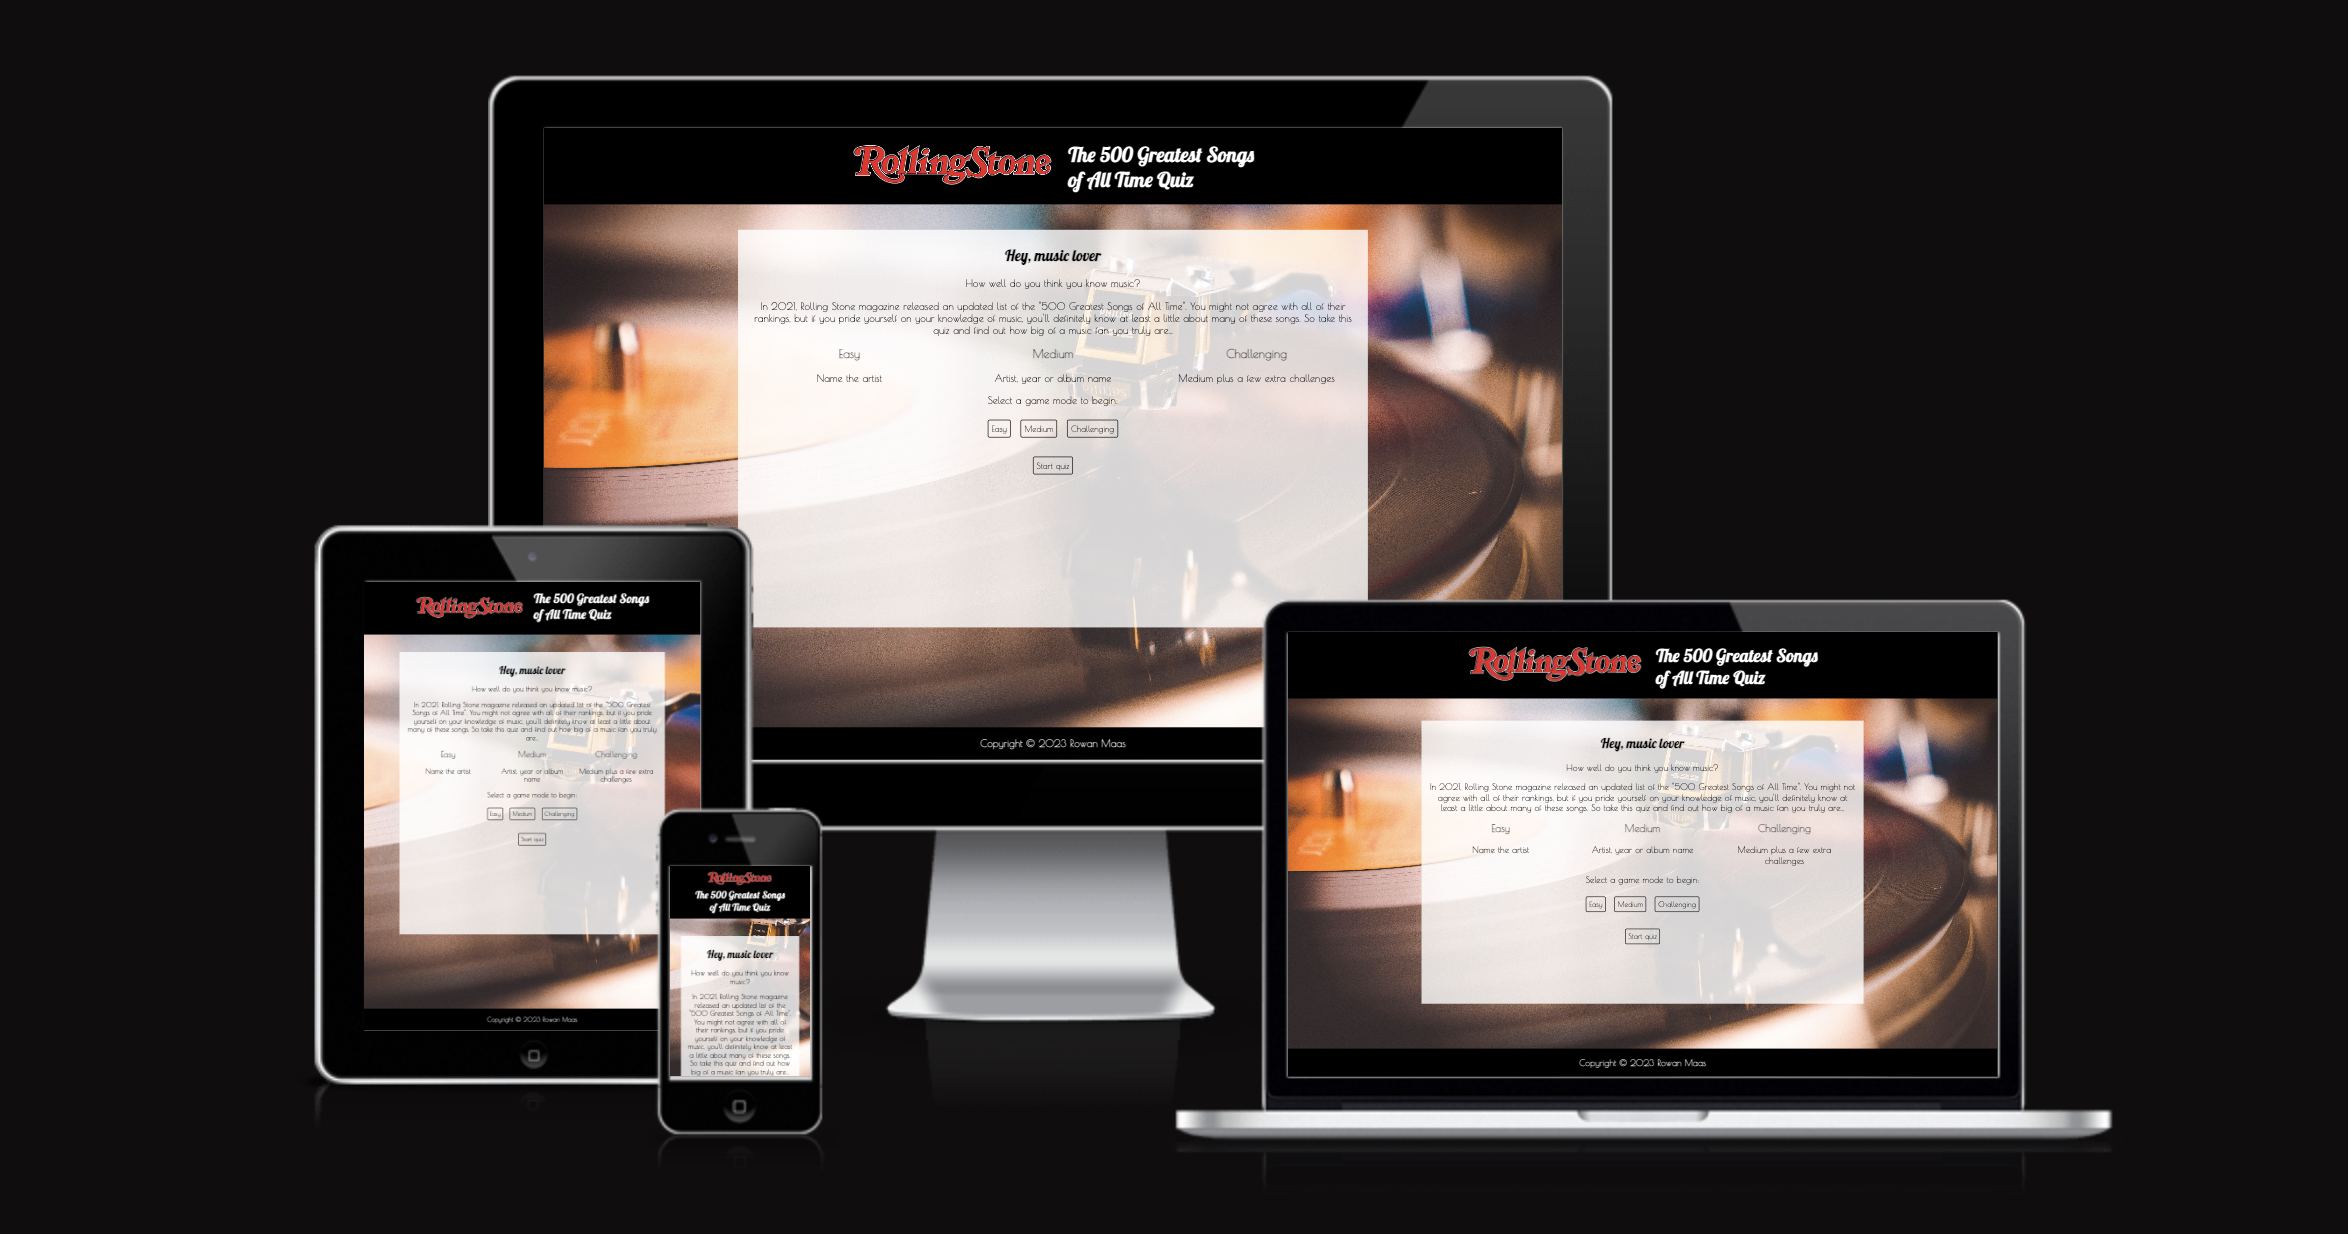 RollingStone
The 500 Greatest Songs
of All Time Quiz
Hey, music lover
How well do you think you know music?
In 2021, Rolling Stone magazine released an updated list of the "500 Greatest Songs of All Time". You might not agree with all of their
rankings, but if you pride yourself on your knowledge of music, you'll definitely know at least a little about many of these songs. So take this
quiz and find out how big of a music fan you truly are...
Easy Medium Challenging
Name the artist Artist, year or album name Medium plus a few extra challenges
Select a game mode to begin:
Easy Medium Challenging
Start quiz
Copyright © 2023 Rowan Maas
RollingStone
The 500 Greatest Songs
of All Time Quiz
Hey, music lover
How well do you think you know music?
In 2021, Rolling Stone magazine released an updated list of the "500 Greatest
Songs of All Time". You might not agree with all of their rankings, but if you pride
yourself on your knowledge of music, you'll definitely know at least a little about
many of these songs. So take this quiz and find out how big of a music fan you truly
are...
Easy Medium Challenging
Name the artist Artist, year or album Medium plus a few extra
name challenges
Select a game mode to begin:
Easy Medium Challenging
Start quiz
Copyright © 2023 Rowan Maas
RollingStone
The 500 Greatest Songs
of All Time Quiz
Hey, music lover
How well do you think you know
music?
In 2021, Rolling Stone magazine
released an updated list of the
"500 Greatest Songs of All Time".
You might not agree with all of
their rankings, but if you pride
yourself on your knowledge of
music, you'll definitely know at least
a little about many of these songs.
So take this quiz and find out how
big of a music fan you truly are...
RollingStone
The 500 Greatest Songs
of All Time Quiz
Hey, music lover
How well do you think you know music?
In 2021, Rolling Stone magazine released an updated list of the "500 Greatest Songs of All Time". You might not
agree with all of their rankings, but if you pride yourself on your knowledge of music, you'll definitely know at
least a little about many of these songs. So take this quiz and find out how big of a music fan you truly are...
Easy Medium Challenging
Name the artist Artist, year or album name Medium plus a few extra
challenges
Select a game mode to begin:
Easy Medium Challenging
Start quiz
Copyright © 2023 Rowan Maas